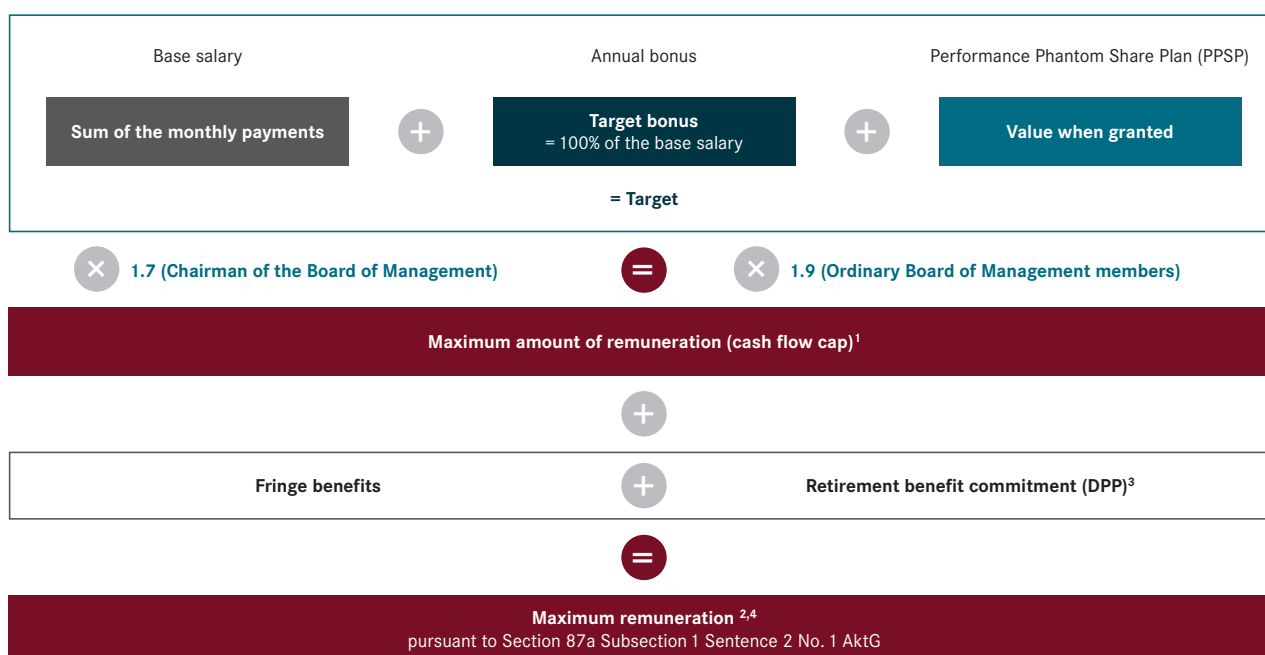 Base salary
Annual bonus
Performance Phantom Share Plan (PPSP)
Sum of the monthly payments
+
Target bonus
= 100% of the base salary
+
Value when granted
= Target
× 1.7 (Chairman of the Board of Management)
=
× 1.9 (Ordinary Board of Management members)
Maximum amount of remuneration (cash flow cap)¹
+
Fringe benefits
+
Retirement benefit commitment (DPP)³
=
Maximum remuneration ²,⁴
pursuant to Section 87a Subsection 1 Sentence 2 No. 1 AktG